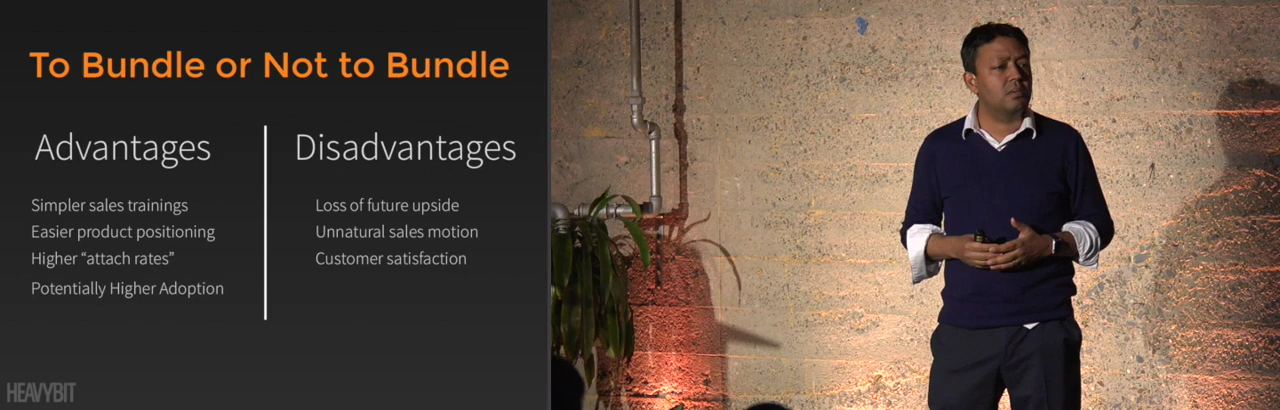 To Bundle or Not to Bundle
Advantages
Simpler sales trainings
Easier product positioning
Higher “attach rates”
Potentially Higher Adoption
Disadvantages
Loss of future upside
Unnatural sales motion
Customer satisfaction
HEAVYBIT